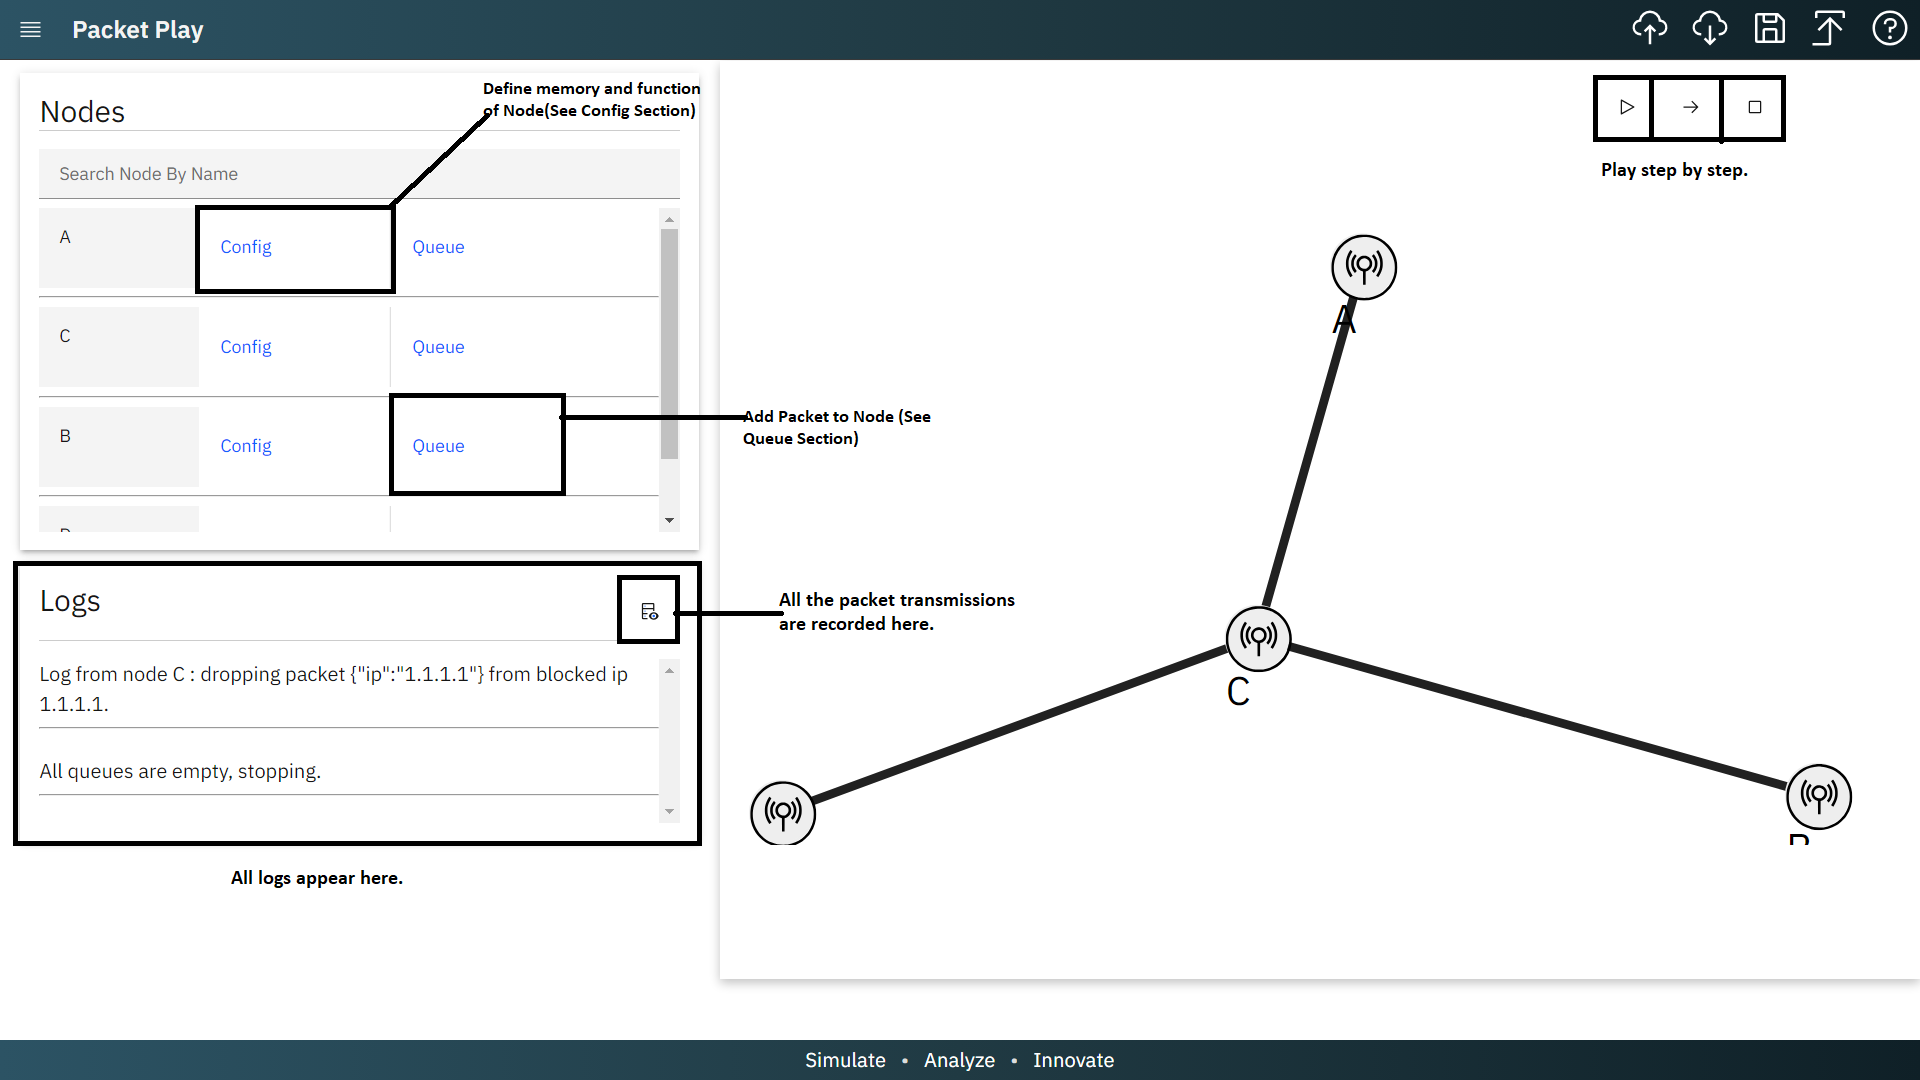 Packet Play
Define memory and function
of Node(See Config Section)
Nodes
Search Node By Name
A
Config
Queue
C
Config
Queue
B
Config
Queue
Add Packet to Node (See
Queue Section)
Logs
All the packet transmissions
are recorded here.
Log from node C : dropping packet {"ip":"1.1.1.1"} from blocked ip
1.1.1.1.
All queues are empty, stopping.
All logs appear here.
Play step by step.
A
C
Simulate • Analyze • Innovate